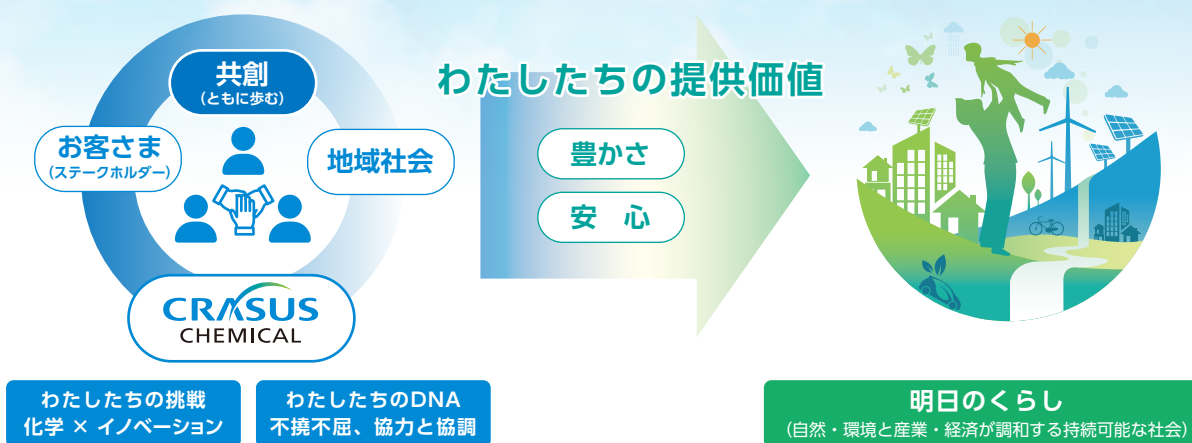 共創
(ともに歩む)
お客さま
(ステークホルダー)
地域社会
CRASUS
CHEMICAL
わたしたちの挑戦
化学 × イノベーション
わたしたちのDNA
不撓不屈、協力と協調
わたしたちの提供価値
豊かさ
安 心
明日のくらし
(自然・環境と産業・経済が調和する持続可能な社会)